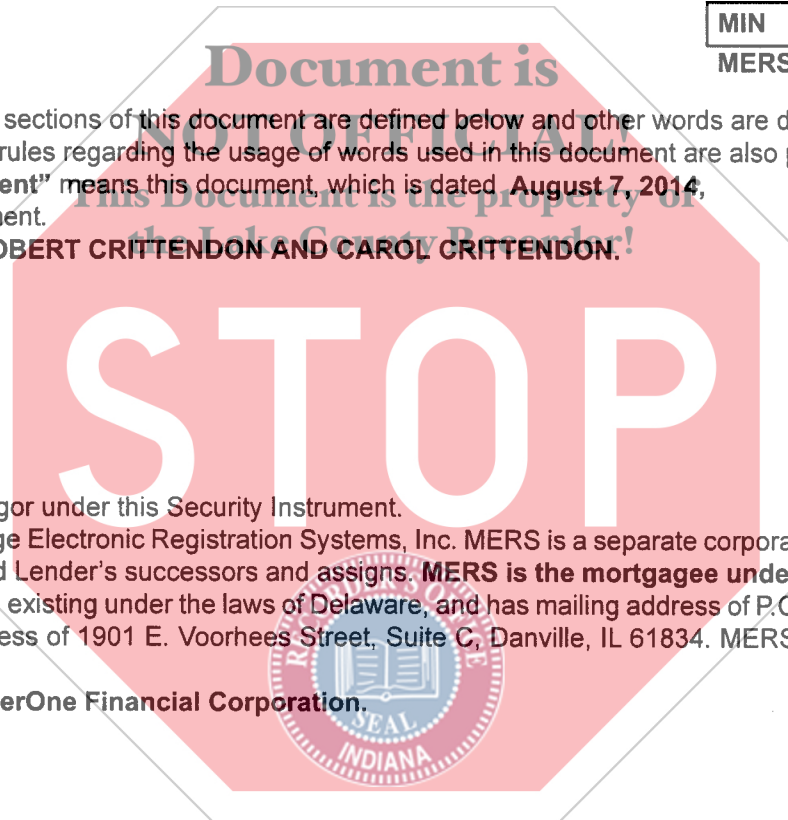 MIN
MERS
Document is
sections of this document are defined below and other words are d
NOT OFFICIAL!
rules regarding the usage of words used in this document are also p
ent” means this document, which is dated August 7, 2014,
This Document is the property of
ent.
OBERT CRITTENDON AND CAROL CRITTENDON.
the Lake County Recorder!
STOP
gor under this Security Instrument.
ge Electronic Registration Systems, Inc. MERS is a separate corpora
d Lender’s successors and assigns. MERS is the mortgagee unde
existing under the laws of Delaware, and has mailing address of P.O
ess of 1901 E. Voorhees Street, Suite C, Danville, IL 61834. MERS
erOne Financial Corporation.
RECORDER'S OFFICE
SEAL
INDIANA